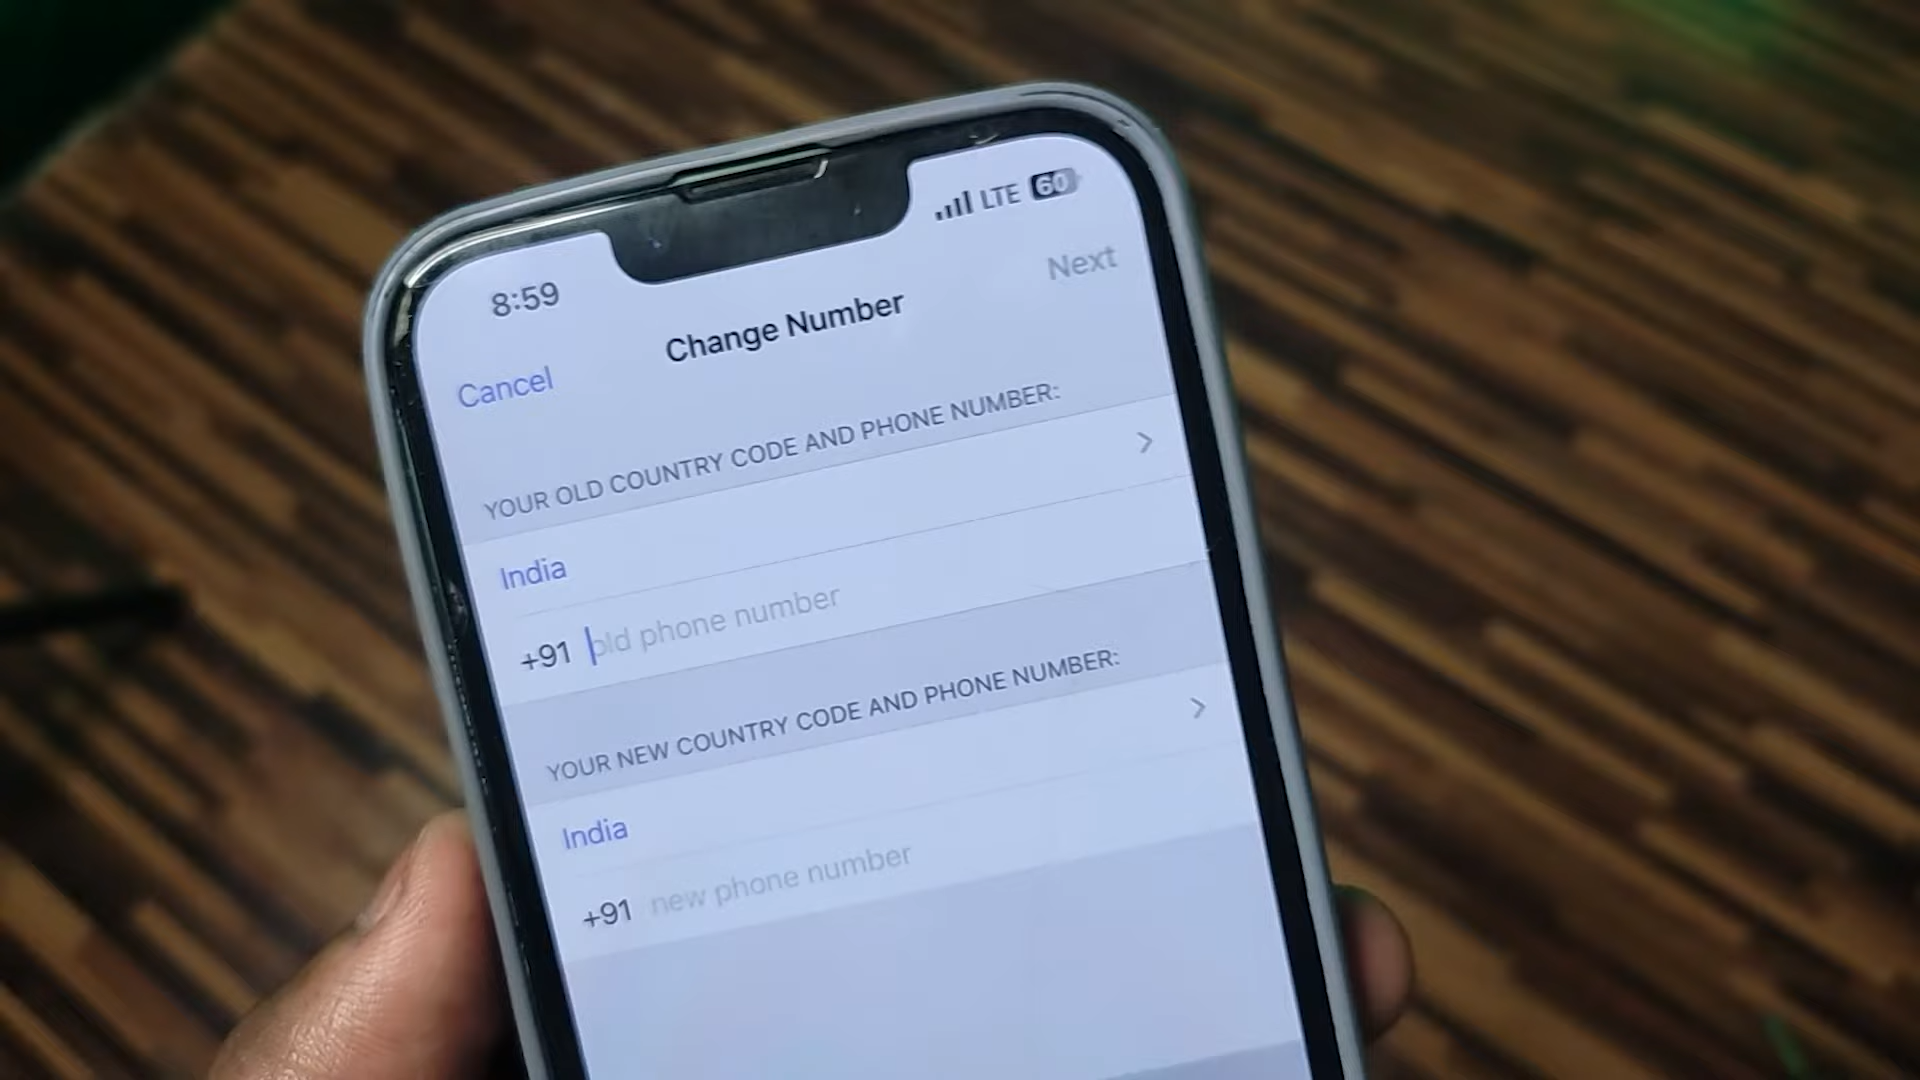 8:59
LTE 60
Cancel
Change Number
Next
YOUR OLD COUNTRY CODE AND PHONE NUMBER:
India
+91 old phone number
YOUR NEW COUNTRY CODE AND PHONE NUMBER:
India
+91 new phone number